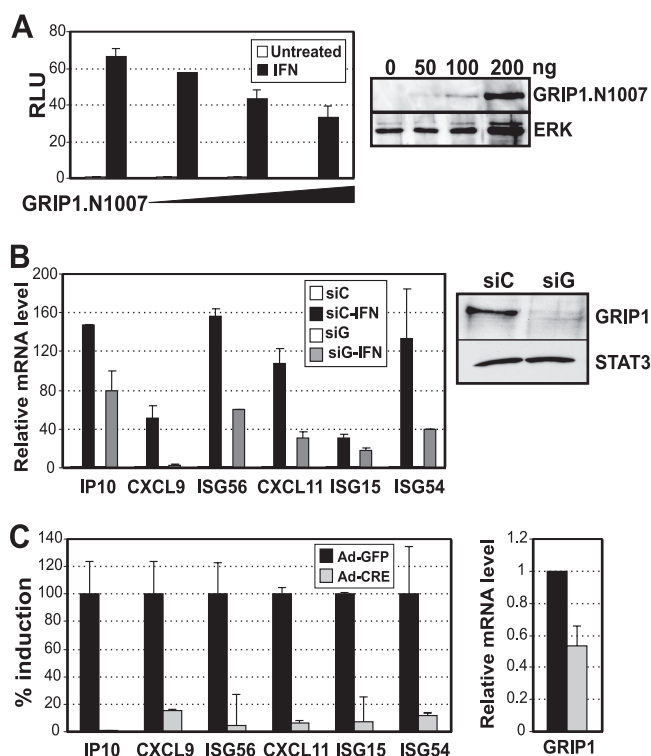 A
80
60
40
20
0
RLU
Untreated
IFN
GRIP1.N1007
0 50 100 200 ng
GRIP1.N1007
ERK
B
200
160
120
80
40
0
Relative mRNA level
siC
siC-IFN
siG
siG-IFN
IP10 CXCL9 ISG56 CXCL11 ISG15 ISG54
siC siG
GRIP1
STAT3
C
140
120
100
80
60
40
20
0
% induction
Ad-GFP
Ad-CRE
IP10 CXCL9 ISG56 CXCL11 ISG15 ISG54
1.2
1
0.8
0.6
0.4
0.2
0
Relative mRNA level
GRIP1